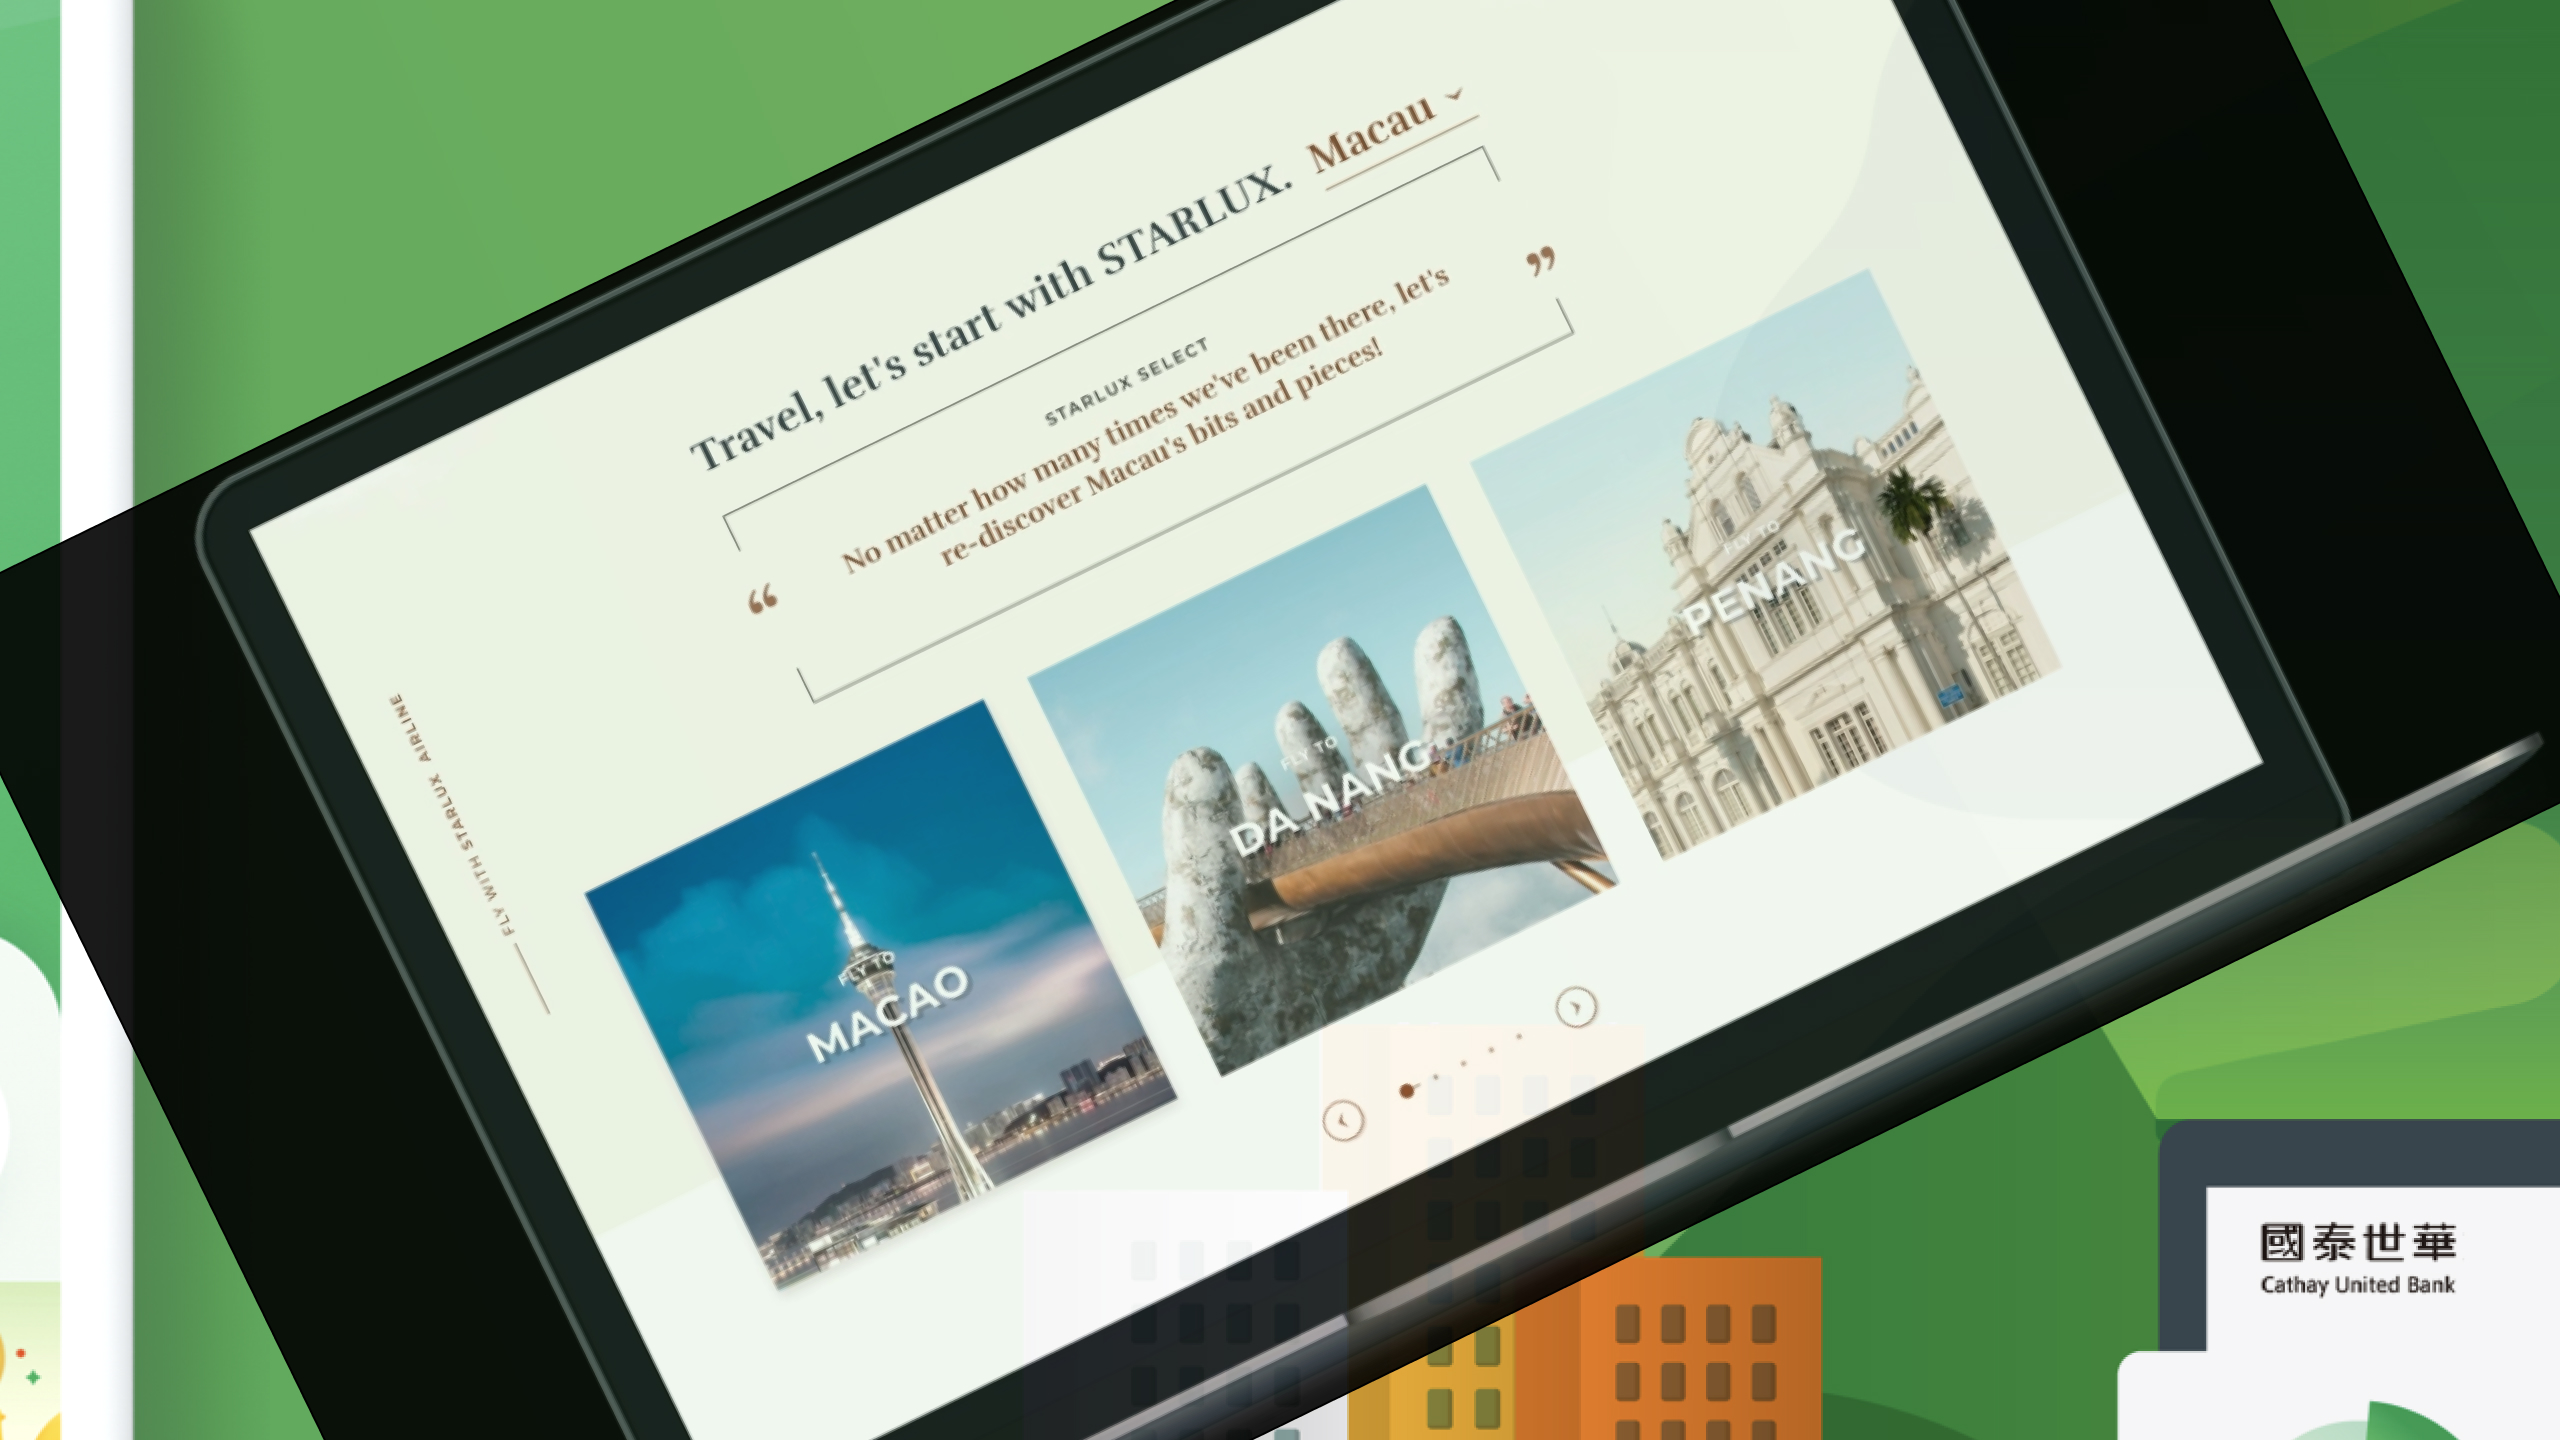 Travel, let's start with STARLUX. Macau
STARLUX SELECT
“ No matter how many times we've been there, let's ”
re-discover Macau's bits and pieces!
FLY WITH STARLUX AIRLINE
FLY TO
MACAO
FLY TO
DA NANG
FLY TO
PENANG
國泰世華
Cathay United Bank